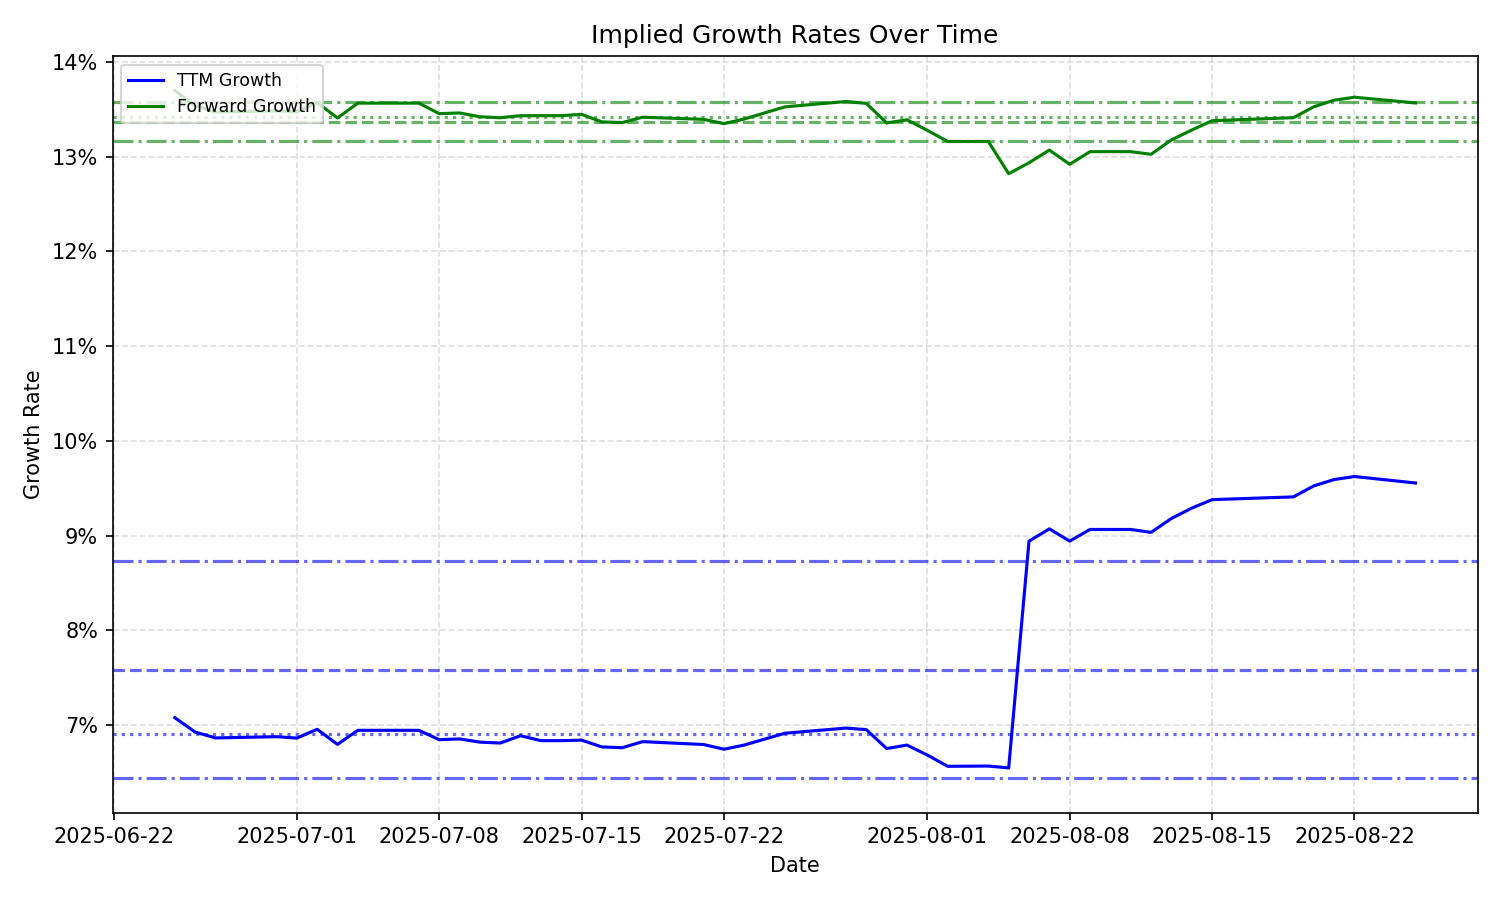 Implied Growth Rates Over Time
TTM Growth
Forward Growth
14%
13%
12%
11%
10%
9%
8%
7%
Growth Rate
2025-06-22 2025-07-01 2025-07-08 2025-07-15 2025-07-22 2025-08-01 2025-08-08 2025-08-15 2025-08-22
Date